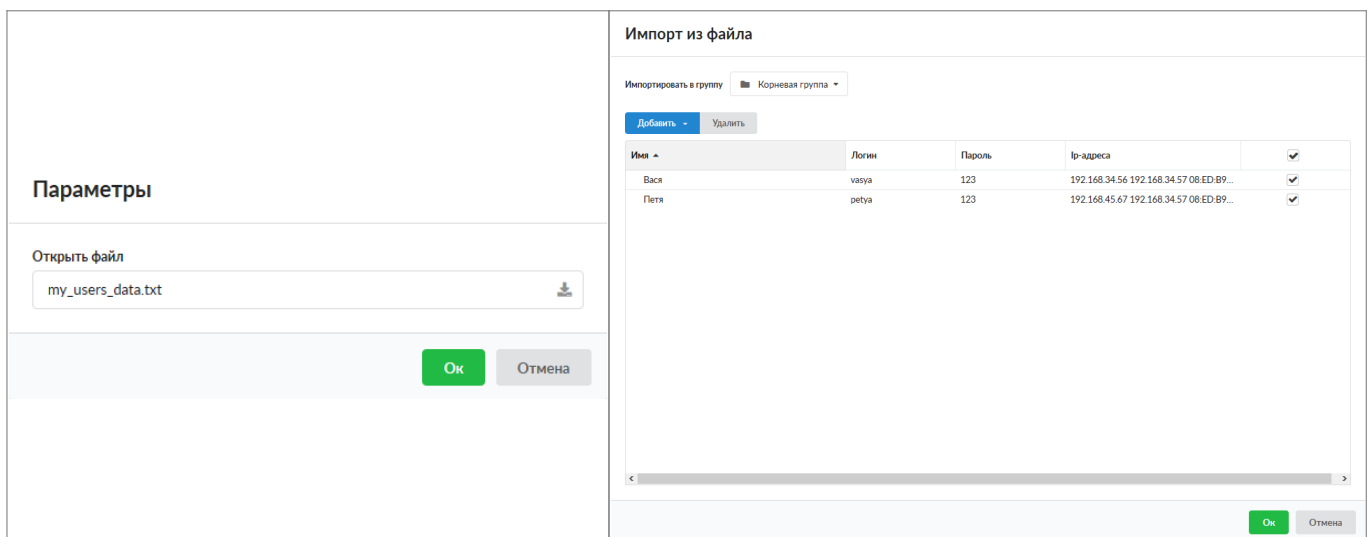 Параметры
Открыть файл
my_users_data.txt
Ок Отмена
Импорт из файла
Импортировать в группу Корневая группа
Добавить Удалить
Имя Логин Пароль Ip-адреса
Вася vasya 123 192.168.34.56 192.168.34.57 08:ED:B9...
Петя petya 123 192.168.45.67 192.168.34.57 08:ED:B9...
Ок Отмена